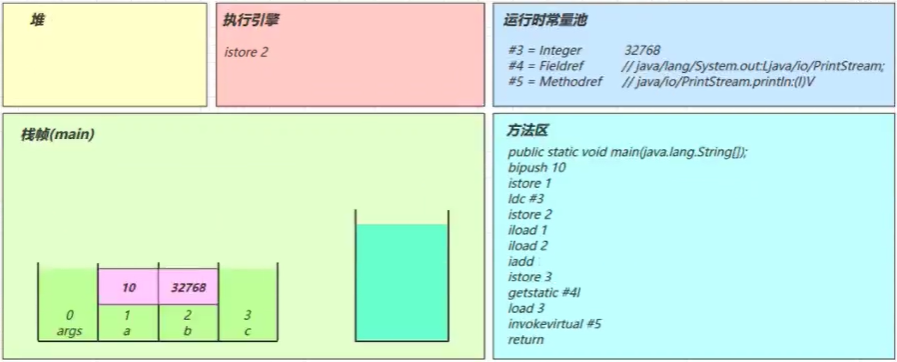 堆
执行引擎
istore 2
运行时常量池
#3 = Integer 32768
#4 = Fieldref // java/lang/System.out:Ljava/io/PrintStream;
#5 = Methodref // java/io/PrintStream.println:(I)V
栈帧(main)
10 32768
0 1 2 3
args a b c
方法区
public static void main(java.lang.String[]);
bipush 10
istore 1
ldc #3
istore 2
iload 1
iload 2
iadd
istore 3
getstatic #4I
load 3
invokevirtual #5
return